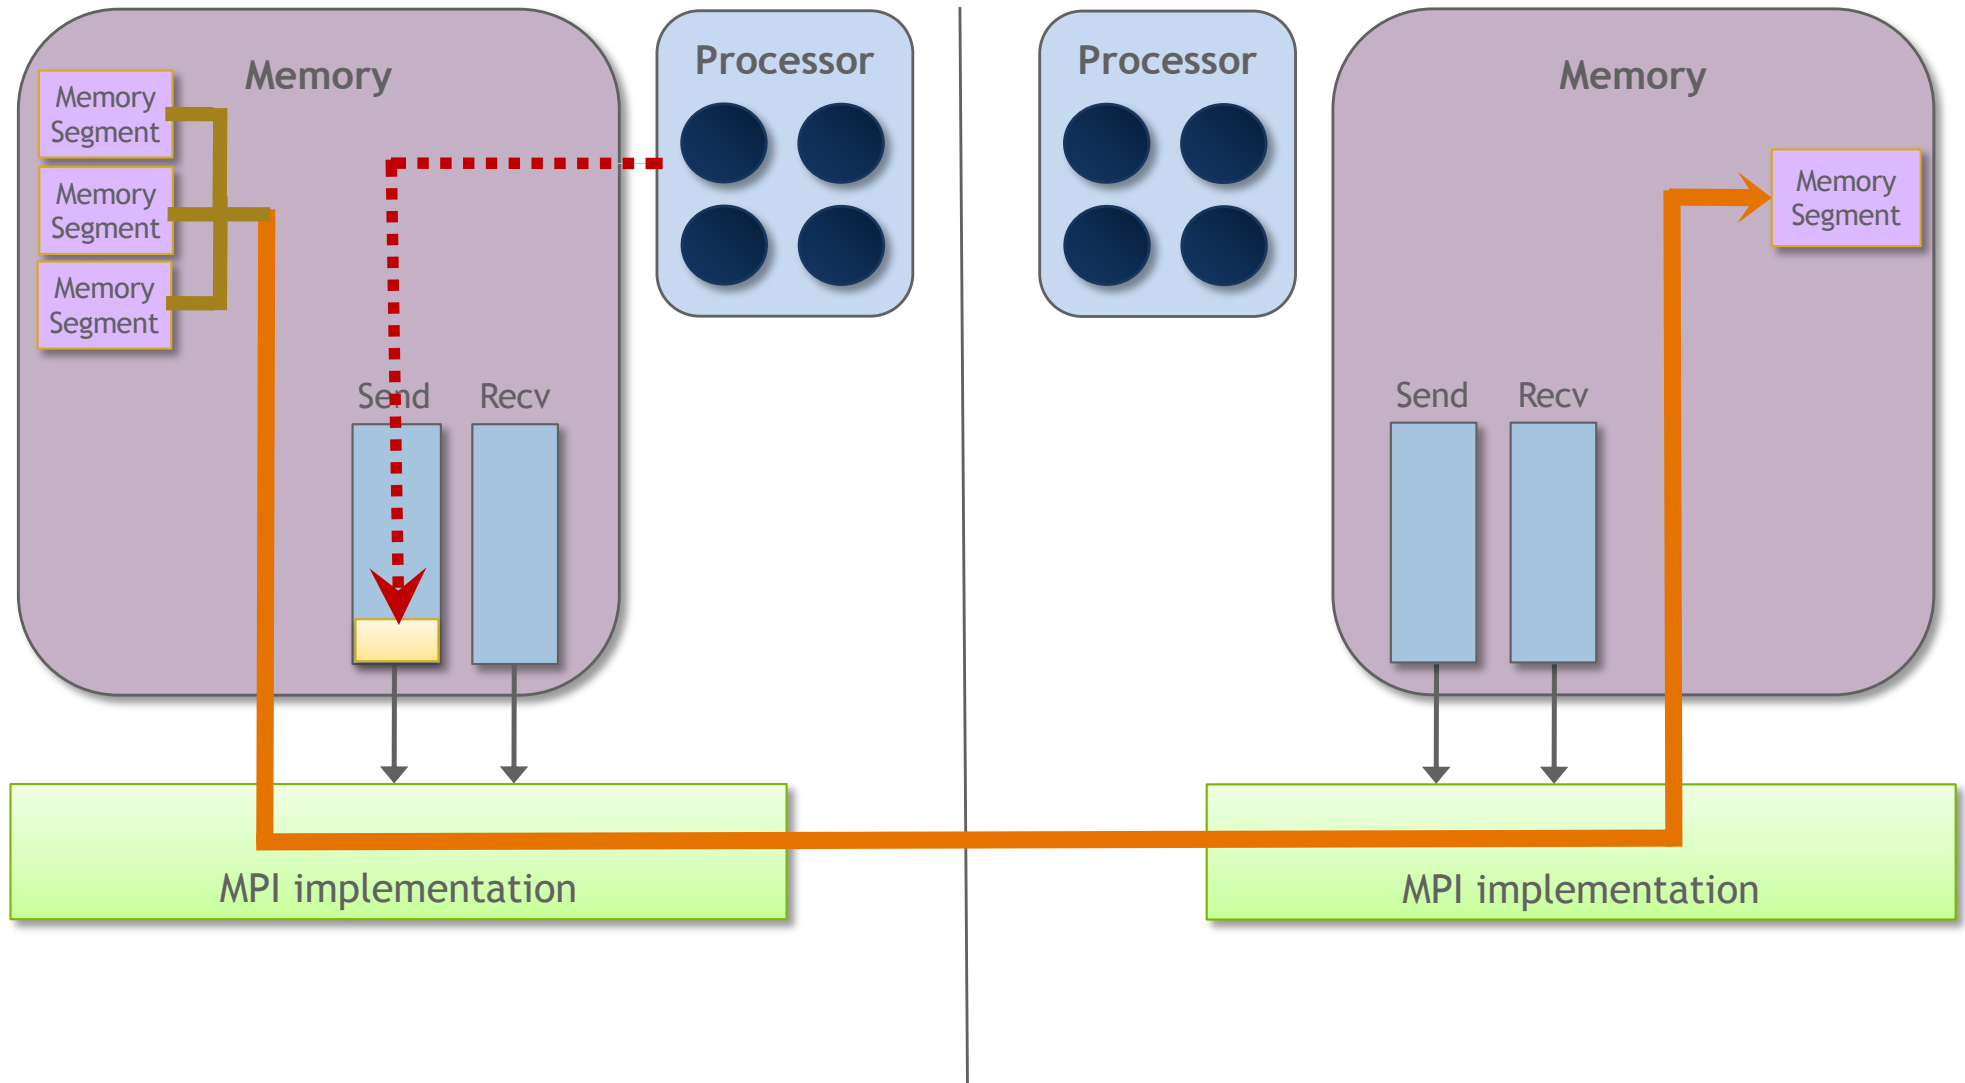 Memory
Processor
Processor
Memory
Memory
Segment
Memory
Segment
Memory
Segment
Memory
Segment
Send
Recv
Send
Recv
MPI implementation
MPI implementation